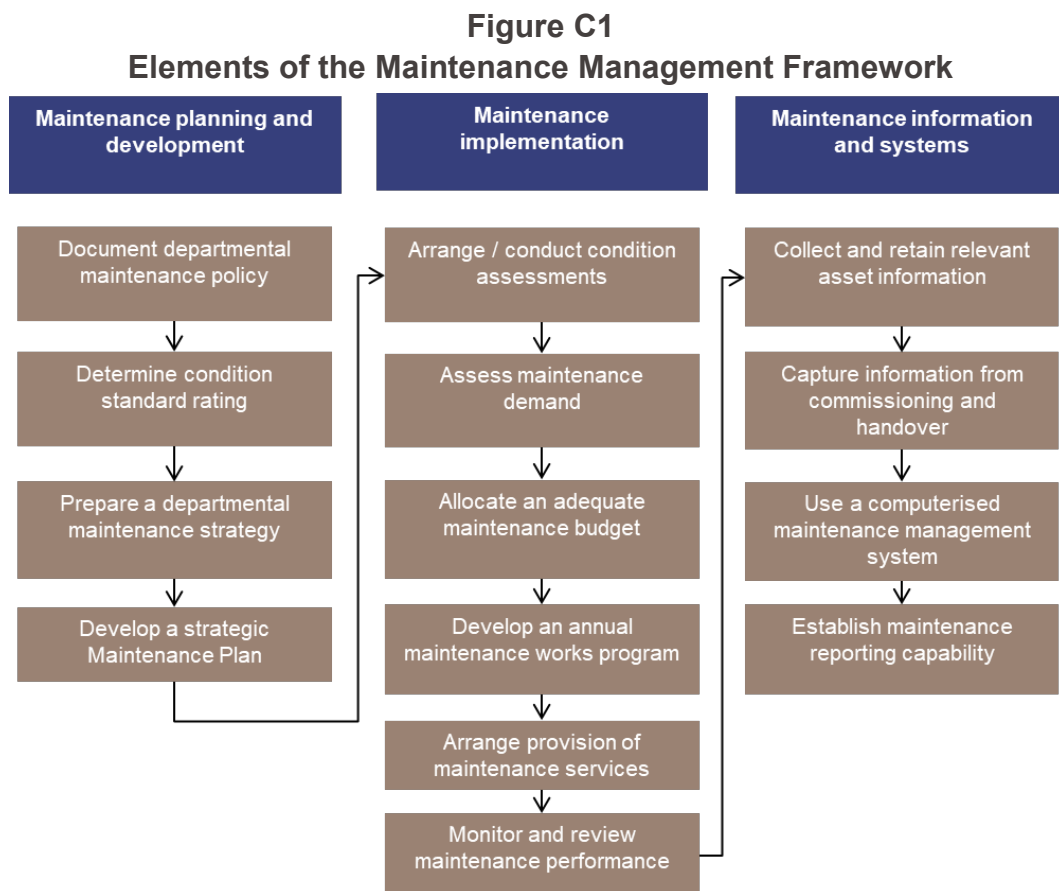 Figure C1
Elements of the Maintenance Management Framework
Maintenance planning and
development
Document departmental
maintenance policy
Determine condition
standard rating
Prepare a departmental
maintenance strategy
Develop a strategic
Maintenance Plan
Maintenance
implementation
Arrange / conduct condition
assessments
Assess maintenance
demand
Allocate an adequate
maintenance budget
Develop an annual
maintenance works program
Arrange provision of
maintenance services
Monitor and review
maintenance performance
Maintenance information
and systems
Collect and retain relevant
asset information
Capture information from
commissioning and
handover
Use a computerised
maintenance management
system
Establish maintenance
reporting capability